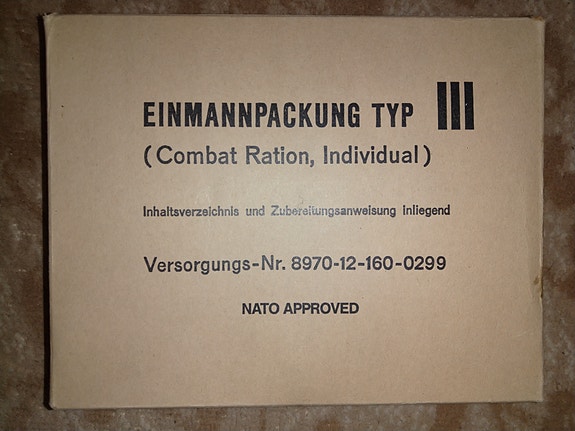 EINMANNPACKUNG TYP III
(Combat Ration, Individual)
Inhaltsverzeichnis und Zubereitungsanweisung inliegend
Versorgungs-Nr. 8970-12-160-0299
NATO APPROVED